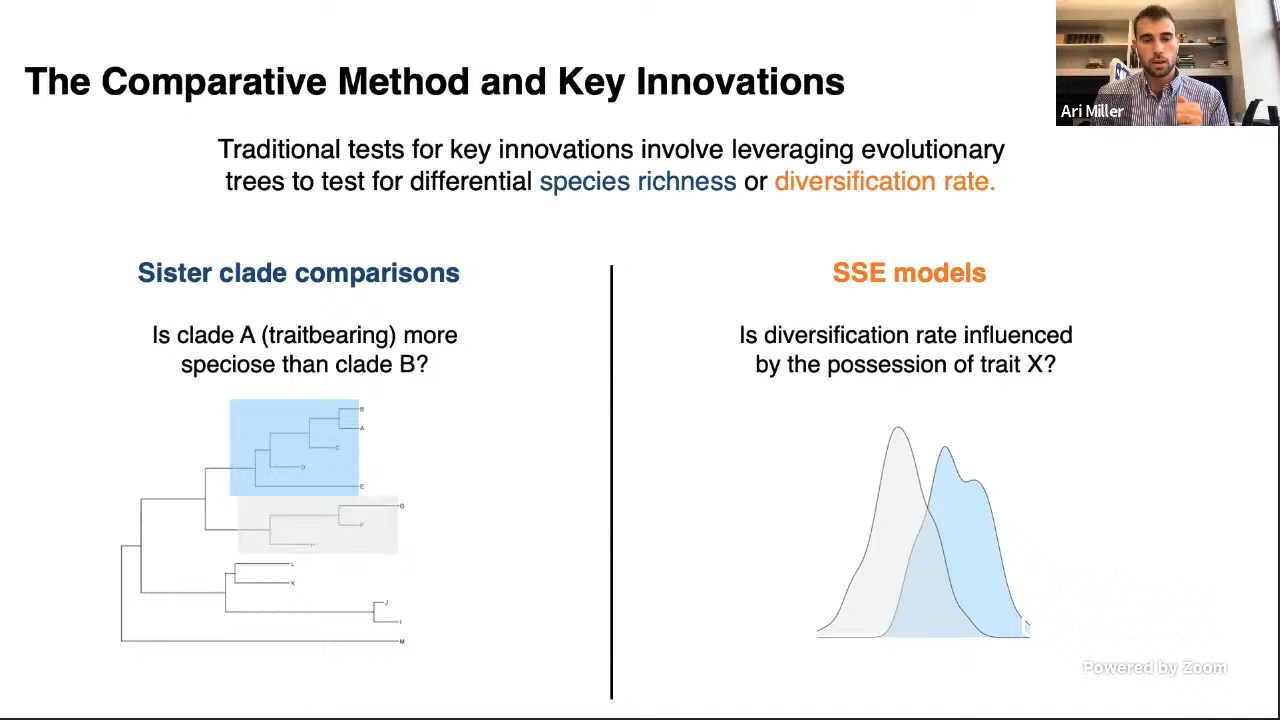 The Comparative Method and Key Innovations
Ari Miller
Traditional tests for key innovations involve leveraging evolutionary
trees to test for differential species richness or diversification rate.
Sister clade comparisons
SSE models
Is clade A (traitbearing) more
speciose than clade B?
Is diversification rate influenced
by the possession of trait X?
B
A
C
D
E
G
F
L
K
J
I
M
Powered by Zoom